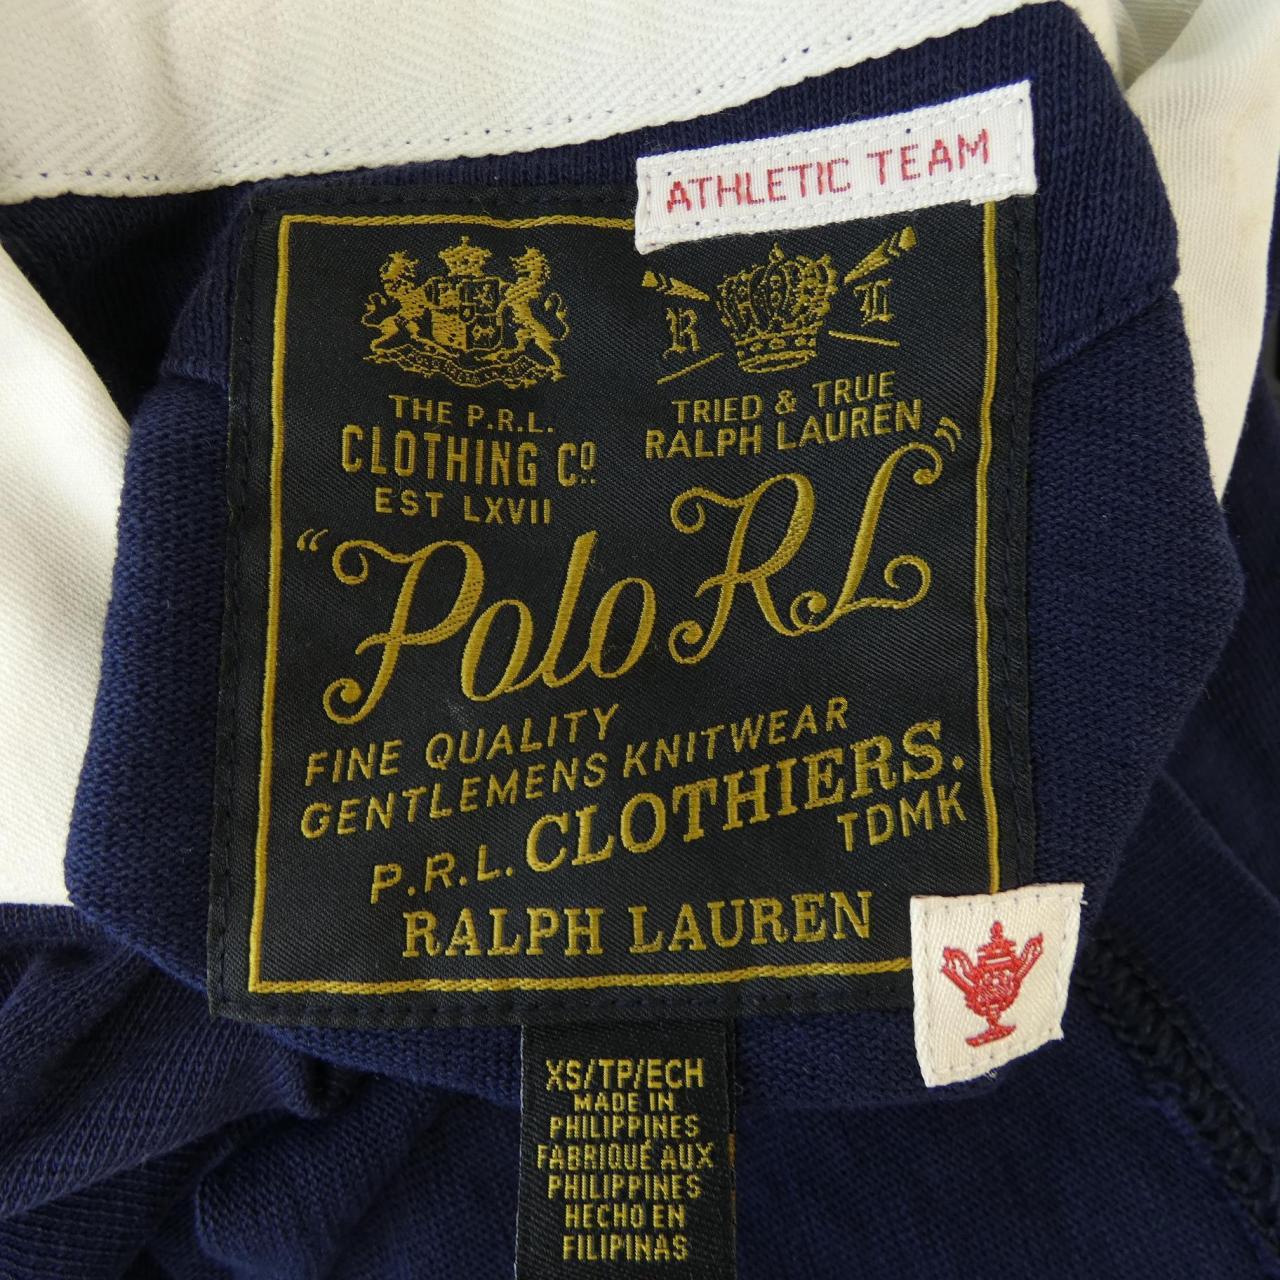 ATHLETIC TEAM
R L
THE P.R.L.
CLOTHING Cº
EST LXVII
TRIED & TRUE
RALPH LAUREN
“Polo RL”
FINE QUALITY
GENTLEMENS KNITWEAR
P.R.L. CLOTHIERS.
TDMK
RALPH LAUREN
XS/TP/ECH
MADE IN
PHILIPPINES
FABRIQUÉ AUX
PHILIPPINES
HECHO EN
FILIPINAS